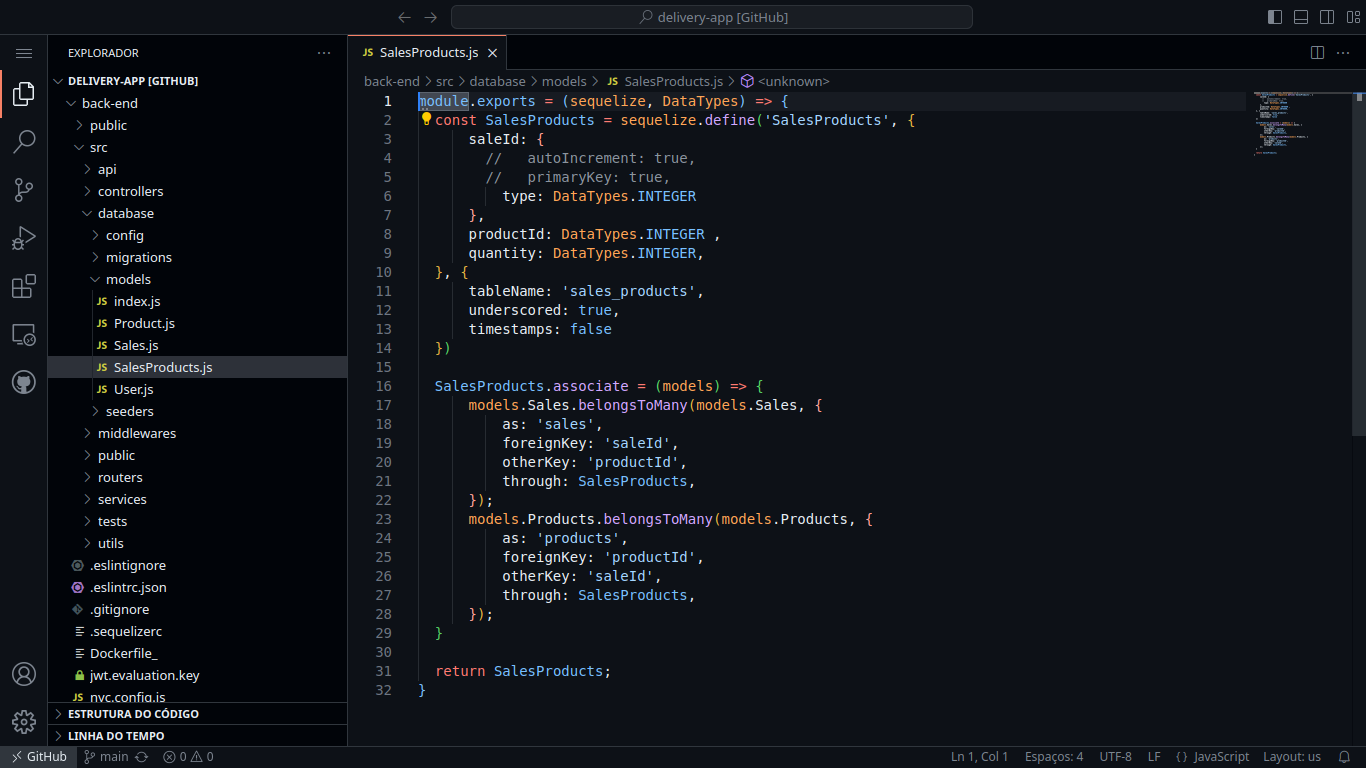 delivery-app [GitHub]
EXPLORADOR
DELIVERY-APP [GITHUB]
back-end
public
src
api
controllers
database
config
migrations
models
JS index.js
JS Product.js
JS Sales.js
JS SalesProducts.js
JS User.js
seeders
middlewares
public
routers
services
tests
utils
.eslintignore
.eslintrc.json
.gitignore
.sequelizerc
Dockerfile_
jwt.evaluation.key
JS nyc.config.js
ESTRUTURA DO CÓDIGO
LINHA DO TEMPO
JS SalesProducts.js
back-end > src > database > models > JS SalesProducts.js > <unknown>
1 module.exports = (sequelize, DataTypes) => {
2 const SalesProducts = sequelize.define('SalesProducts', {
3 saleId: {
4 // autoIncrement: true,
5 // primaryKey: true,
6 type: DataTypes.INTEGER
7 },
8 productId: DataTypes.INTEGER ,
9 quantity: DataTypes.INTEGER,
10 }, {
11 tableName: 'sales_products',
12 underscored: true,
13 timestamps: false
14 })
15
16 SalesProducts.associate = (models) => {
17 models.Sales.belongsToMany(models.Sales, {
18 as: 'sales',
19 foreignKey: 'saleId',
20 otherKey: 'productId',
21 through: SalesProducts,
22 });
23 models.Products.belongsToMany(models.Products, {
24 as: 'products',
25 foreignKey: 'productId',
26 otherKey: 'saleId',
27 through: SalesProducts,
28 });
29 }
30
31 return SalesProducts;
32 }
GitHub main 0 0 Ln 1, Col 1 Espaços: 4 UTF-8 LF {} JavaScript Layout: us